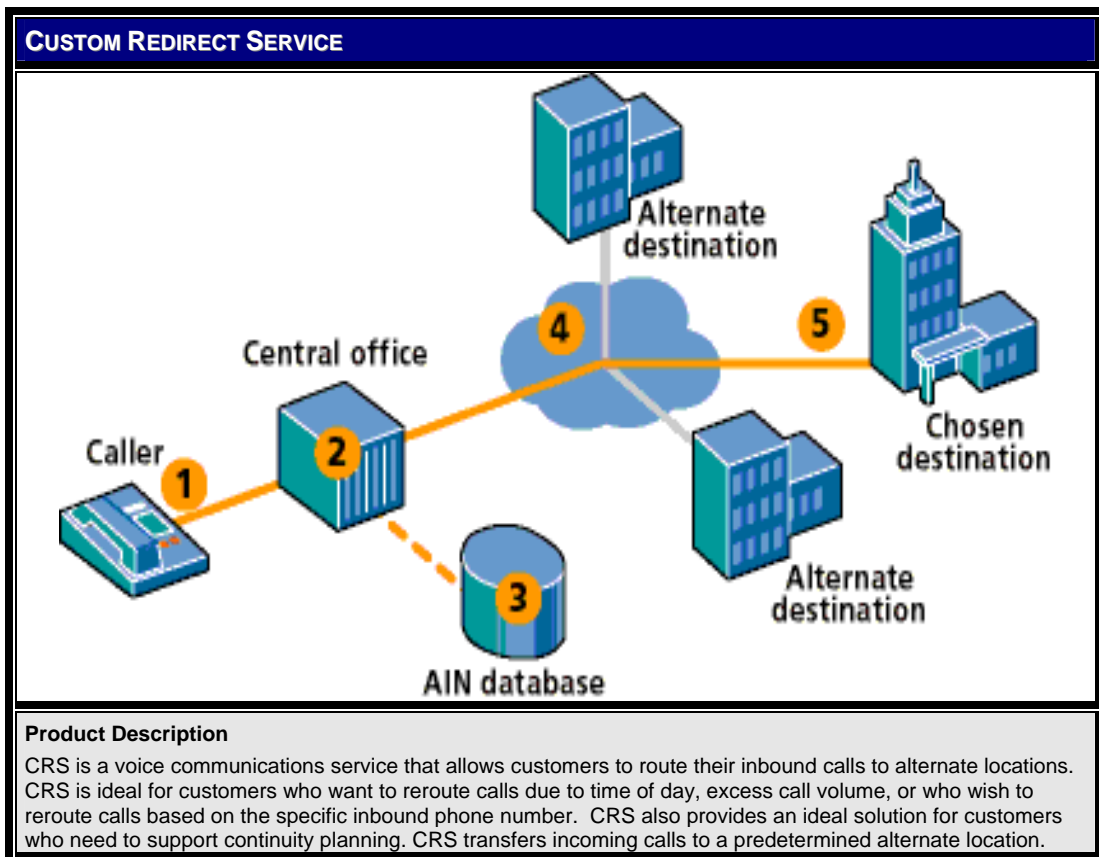 CUSTOM REDIRECT SERVICE
Alternate
destination
4
5
Central office
2
Chosen
destination
Caller
1
3
Alternate
destination
AIN database
Product Description
CRS is a voice communications service that allows customers to route their inbound calls to alternate locations.
CRS is ideal for customers who want to reroute calls due to time of day, excess call volume, or who wish to
reroute calls based on the specific inbound phone number.  CRS also provides an ideal solution for customers
who need to support continuity planning. CRS transfers incoming calls to a predetermined alternate location.